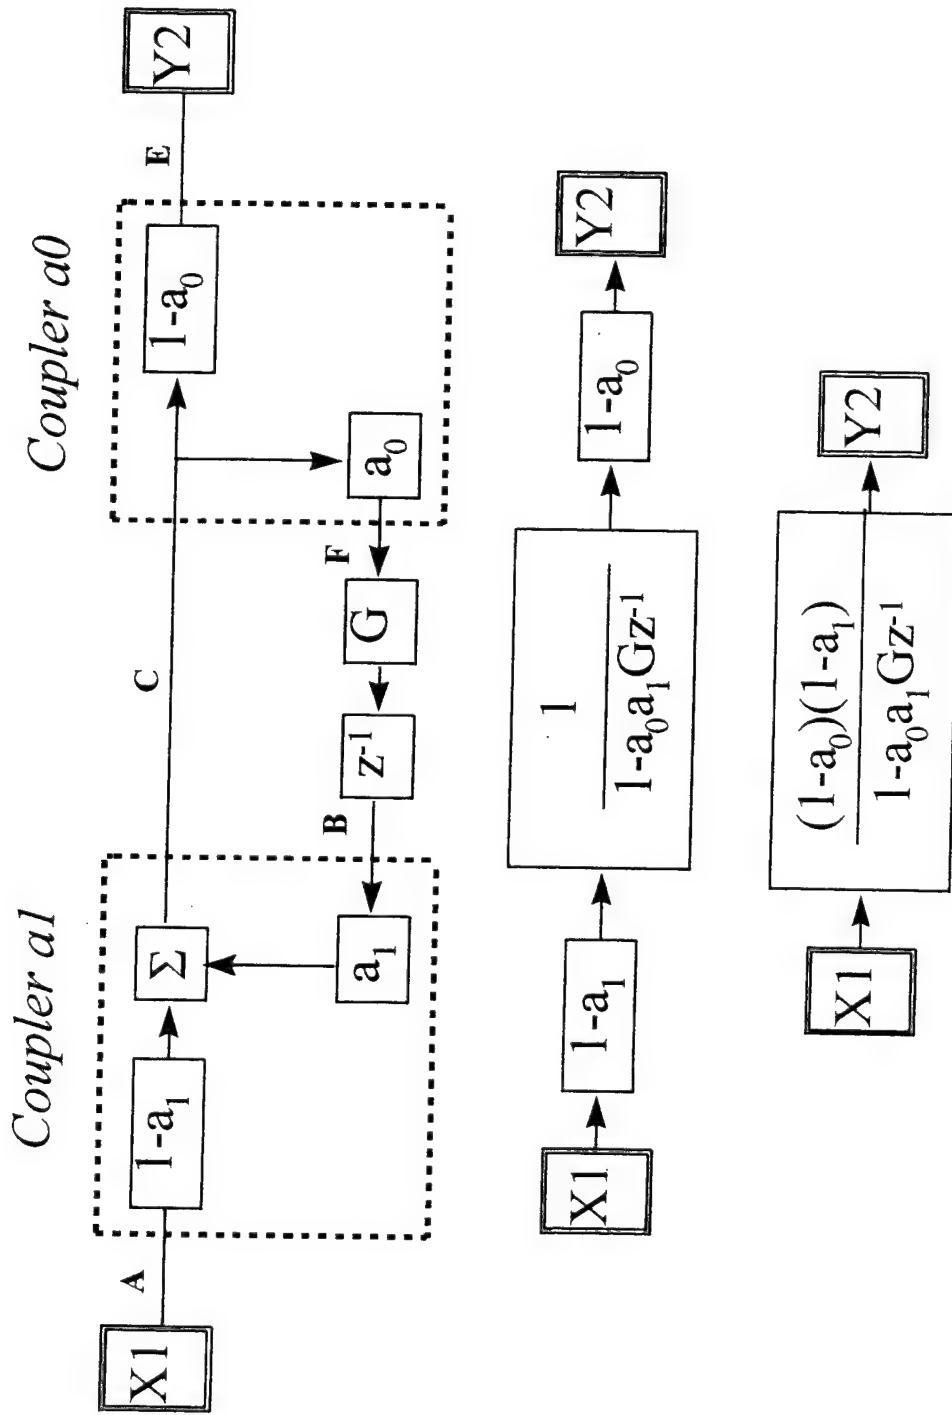 Coupler a1
Coupler a0
X1
A
1-a₁
Σ
C
1-a₀
E
Y2
a₁
B
z⁻¹
G
F
a₀
X1
1-a₁
1
1-a₀a₁Gz⁻¹
1-a₀
Y2
X1
(1-a₀)(1-a₁)
1-a₀a₁Gz⁻¹
Y2